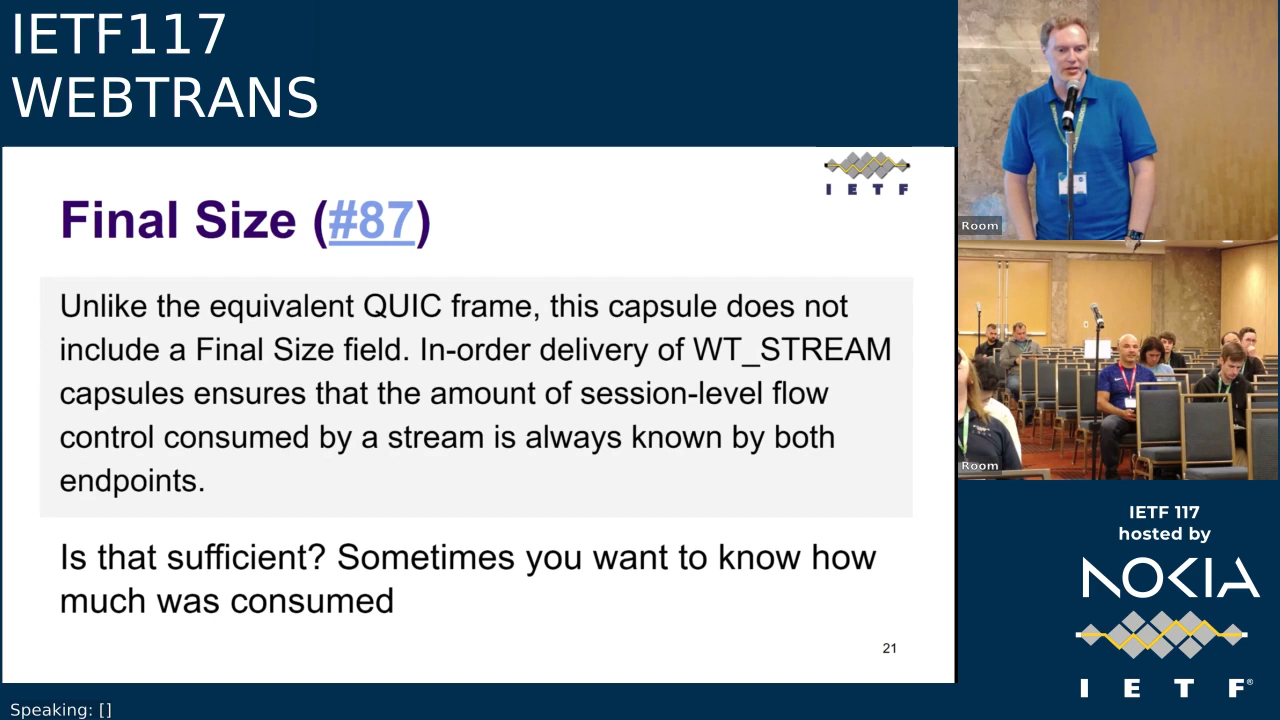 IETF117
WEBTRANS
I E T F
Final Size (#87)
Unlike the equivalent QUIC frame, this capsule does not
include a Final Size field. In-order delivery of WT_STREAM
capsules ensures that the amount of session-level flow
control consumed by a stream is always known by both
endpoints.
Is that sufficient? Sometimes you want to know how
much was consumed
21
Speaking: []
Room
Room
IETF 117
hosted by
NOKIA
I E T F®